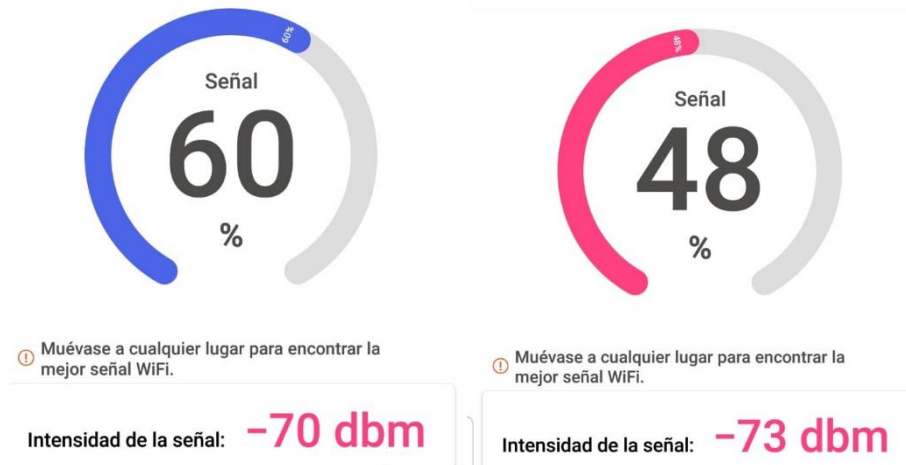 60%
Señal
60
%
Muévase a cualquier lugar para encontrar la
mejor señal WiFi.
Intensidad de la señal: -70 dbm
48%
Señal
48
%
Muévase a cualquier lugar para encontrar la
mejor señal WiFi.
Intensidad de la señal: -73 dbm